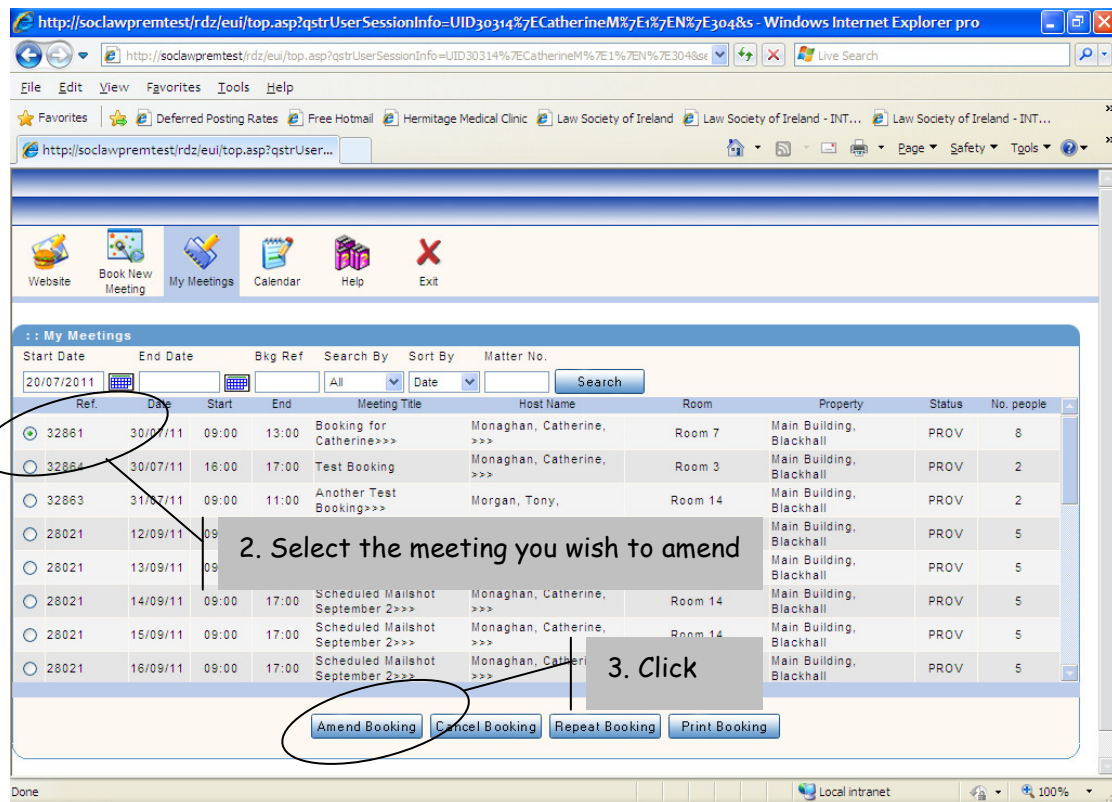 http://soclawpremtest/rdz/eui/top.asp?qstrUserSessionInfo=UID30314%7ECatherineM%7E1%7EN%7E304&s - Windows Internet Explorer pro
http://soclawpremtest/rdz/eui/top.asp?qstrUserSessionInfo=UID30314%7ECatherineM%7E1%7EN%7E304&se Live Search
File Edit View Favorites Tools Help
Favorites Deferred Posting Rates Free Hotmail Hermitage Medical Clinic Law Society of Ireland Law Society of Ireland - INT... Law Society of Ireland - INT... »
http://soclawpremtest/rdz/eui/top.asp?qstrUser... Page Safety Tools »
Website Book New Meeting My Meetings Calendar Help Exit
:: My Meetings
Start Date End Date Bkg Ref Search By Sort By Matter No.
20/07/2011 All Date Search
Ref. Date Start End Meeting Title Host Name Room Property Status No. people
32861 30/07/11 09:00 13:00 Booking for Catherine>>> Monaghan, Catherine, >>> Room 7 Main Building, Blackhall PROV 8
32864 30/07/11 16:00 17:00 Test Booking Monaghan, Catherine, >>> Room 3 Main Building, Blackhall PROV 2
32863 31/07/11 09:00 11:00 Another Test Booking>>> Morgan, Tony, Room 14 Main Building, Blackhall PROV 2
28021 12/09/11 Main Building, Blackhall PROV 5
2. Select the meeting you wish to amend
28021 13/09/11 Main Building, Blackhall PROV 5
28021 14/09/11 09:00 17:00 Scheduled Mailshot September 2>>> Monaghan, Catherine, >>> Room 14 Main Building, Blackhall PROV 5
28021 15/09/11 09:00 17:00 Scheduled Mailshot September 2>>> Monaghan, Catherine, >>> Room 14 Main Building, Blackhall PROV 5
28021 16/09/11 09:00 17:00 Scheduled Mailshot September 2>>> Monaghan, >>> Main Building, Blackhall PROV 5
3. Click
Amend Booking Cancel Booking Repeat Booking Print Booking
Done Local intranet 100%